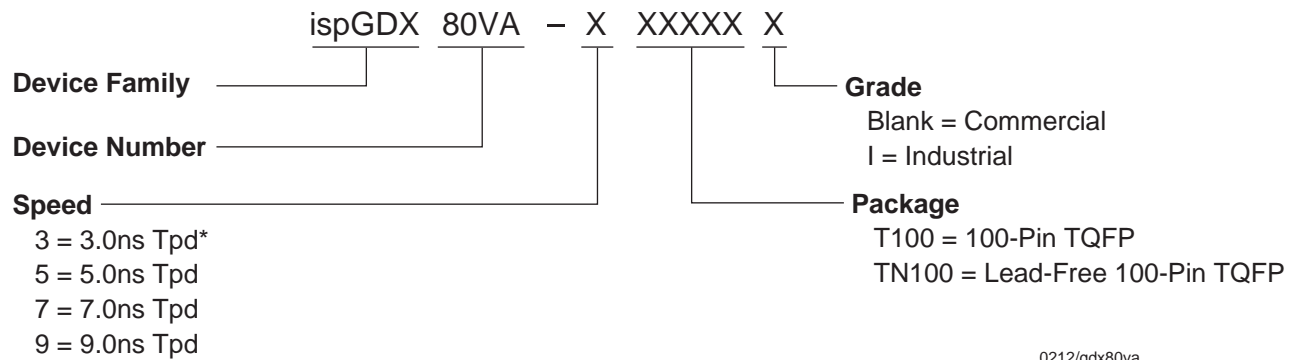 ispGDX 80VA – X XXXXX X
Device Family
Device Number
Speed
3 = 3.0ns Tpd*
5 = 5.0ns Tpd
7 = 7.0ns Tpd
9 = 9.0ns Tpd
Grade
Blank = Commercial
I = Industrial
Package
T100 = 100-Pin TQFP
TN100 = Lead-Free 100-Pin TQFP
0212/gdx80va